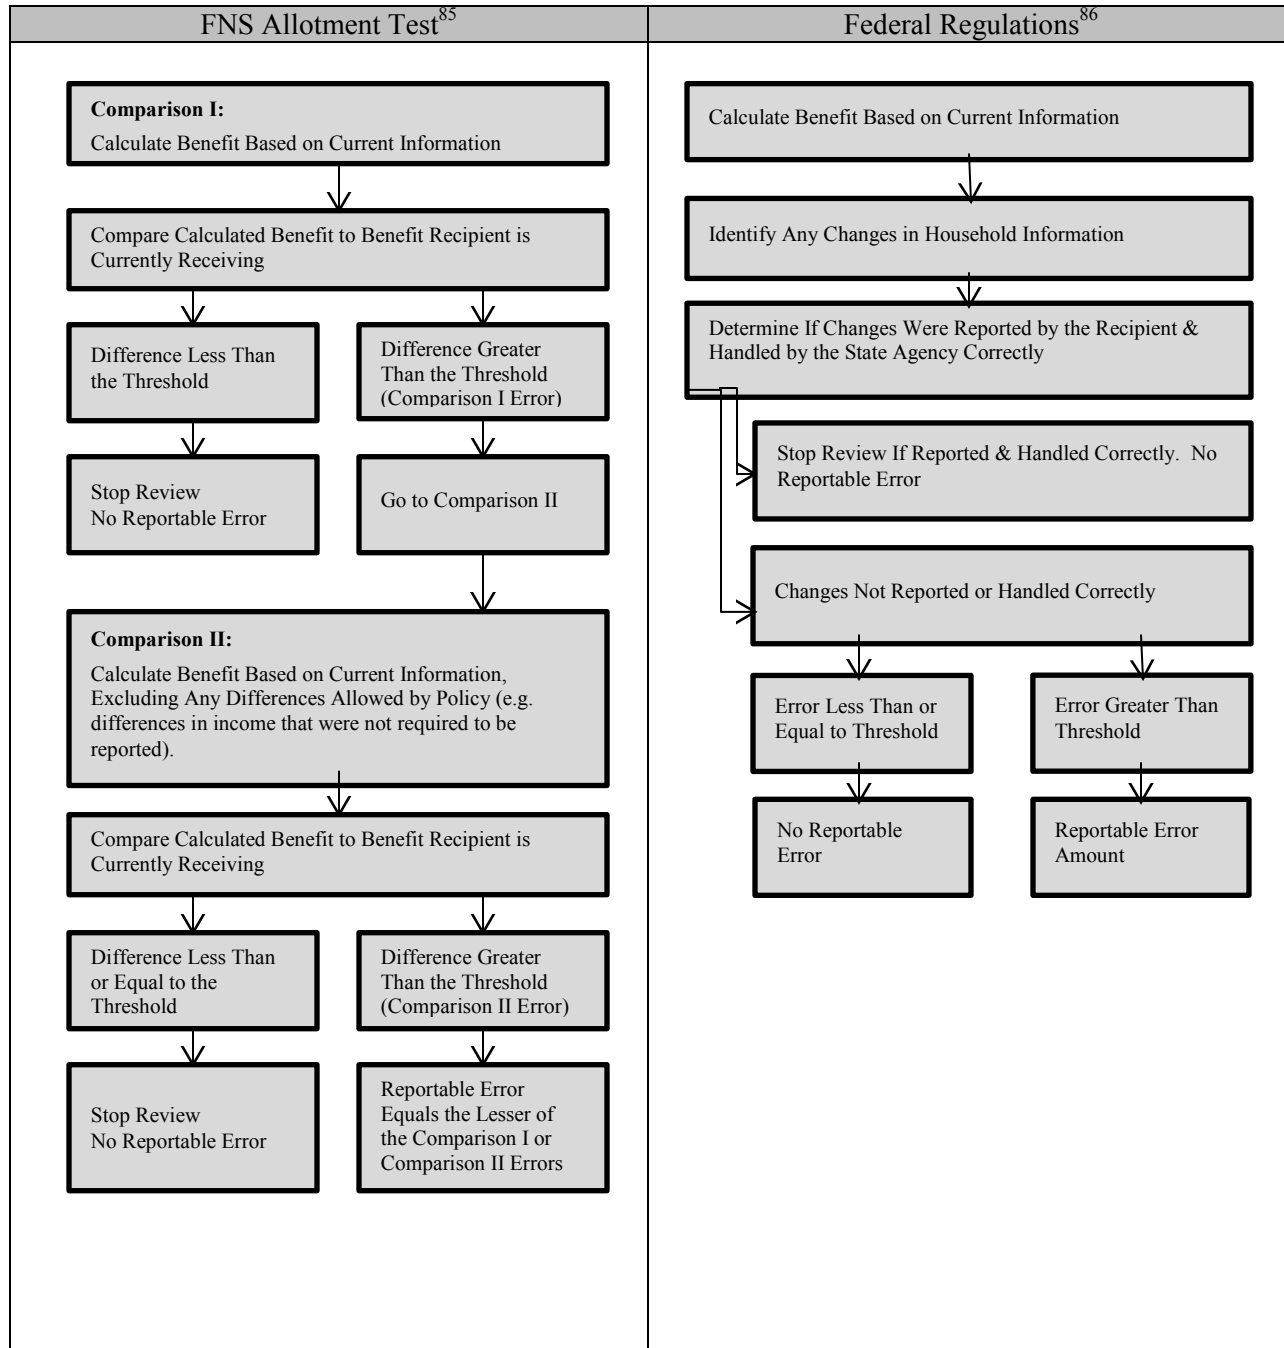 FNS Allotment Test85
Comparison I:
Calculate Benefit Based on Current Information
Compare Calculated Benefit to Benefit Recipient is
Currently Receiving
Difference Less Than
the Threshold
Difference Greater
Than the Threshold
(Comparison I Error)
Stop Review
No Reportable Error
Go to Comparison II
Comparison II:
Calculate Benefit Based on Current Information,
Excluding Any Differences Allowed by Policy (e.g.
differences in income that were not required to be
reported).
Compare Calculated Benefit to Benefit Recipient is
Currently Receiving
Difference Less Than
or Equal to the
Threshold
Difference Greater
Than the Threshold
(Comparison II Error)
Stop Review
No Reportable Error
Reportable Error
Equals the Lesser of
the Comparison I or
Comparison II Errors
Federal Regulations86
Calculate Benefit Based on Current Information
Identify Any Changes in Household Information
Determine If Changes Were Reported by the Recipient &
Handled by the State Agency Correctly
Stop Review If Reported & Handled Correctly.  No
Reportable Error
Changes Not Reported or Handled Correctly
Error Less Than or
Equal to Threshold
Error Greater Than
Threshold
No Reportable
Error
Reportable Error
Amount